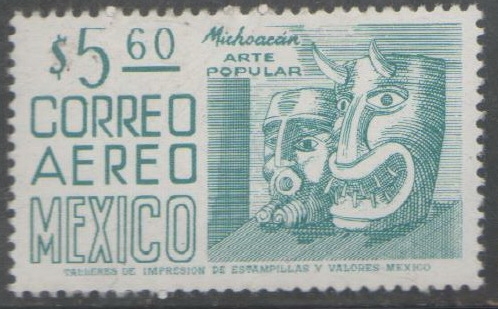 $5.60
Michoacán
ARTE
POPULAR
CORREO
AEREO
MEXICO
TALLERES DE IMPRESION DE ESTAMPILLAS Y VALORES-MEXICO